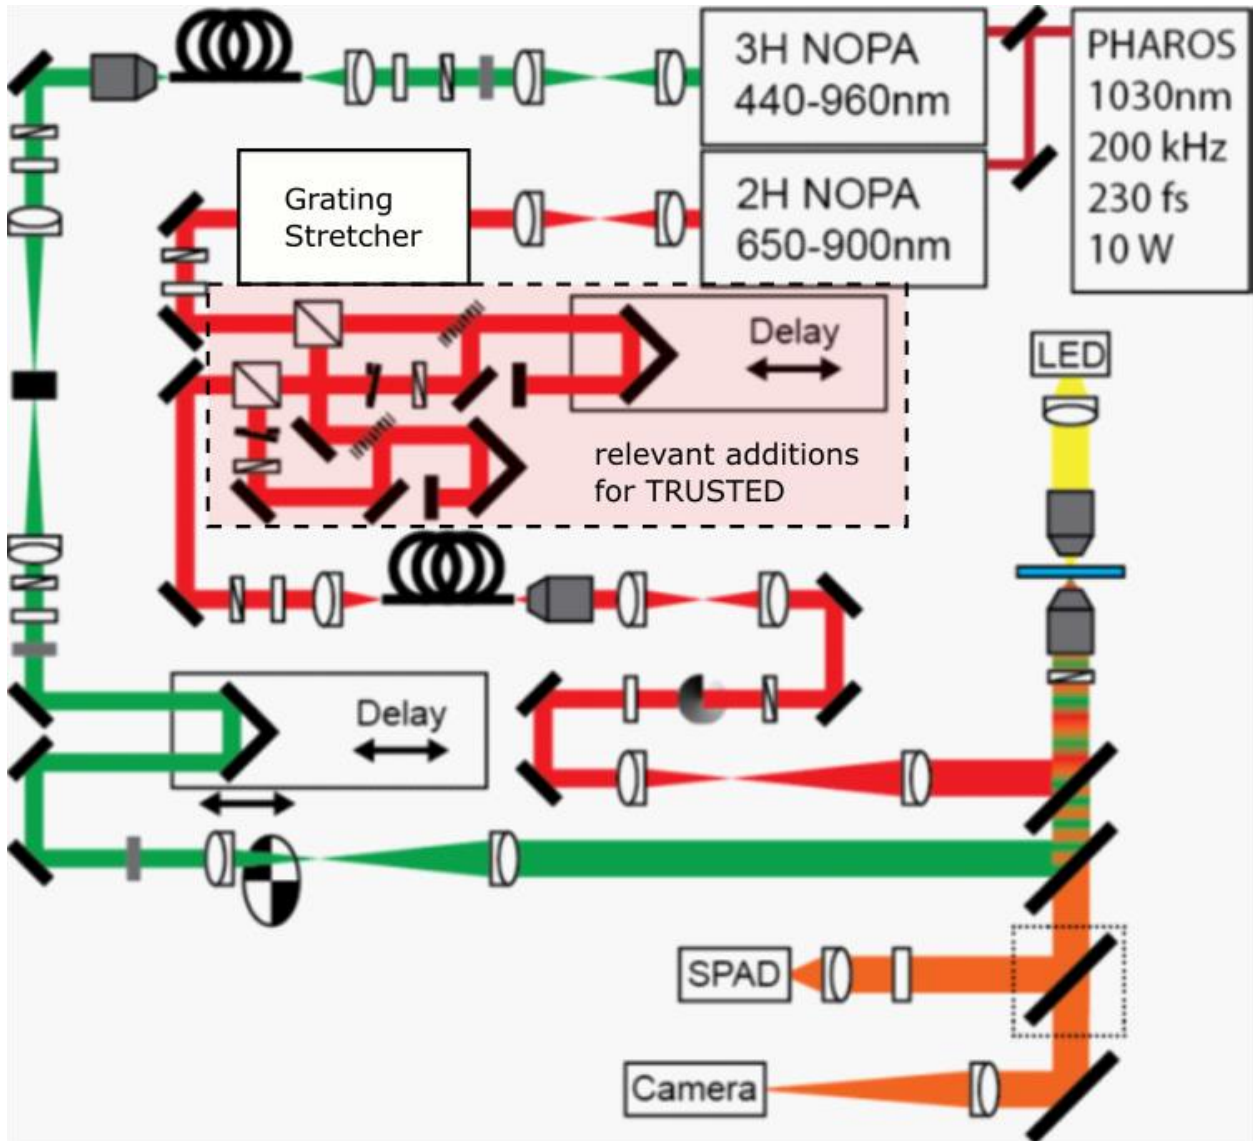 3H NOPA
440-960nm
PHAROS
1030nm
200 kHz
230 fs
10 W
Grating
Stretcher
2H NOPA
650-900nm
Delay
LED
relevant additions
for TRUSTED
Delay
SPAD
Camera